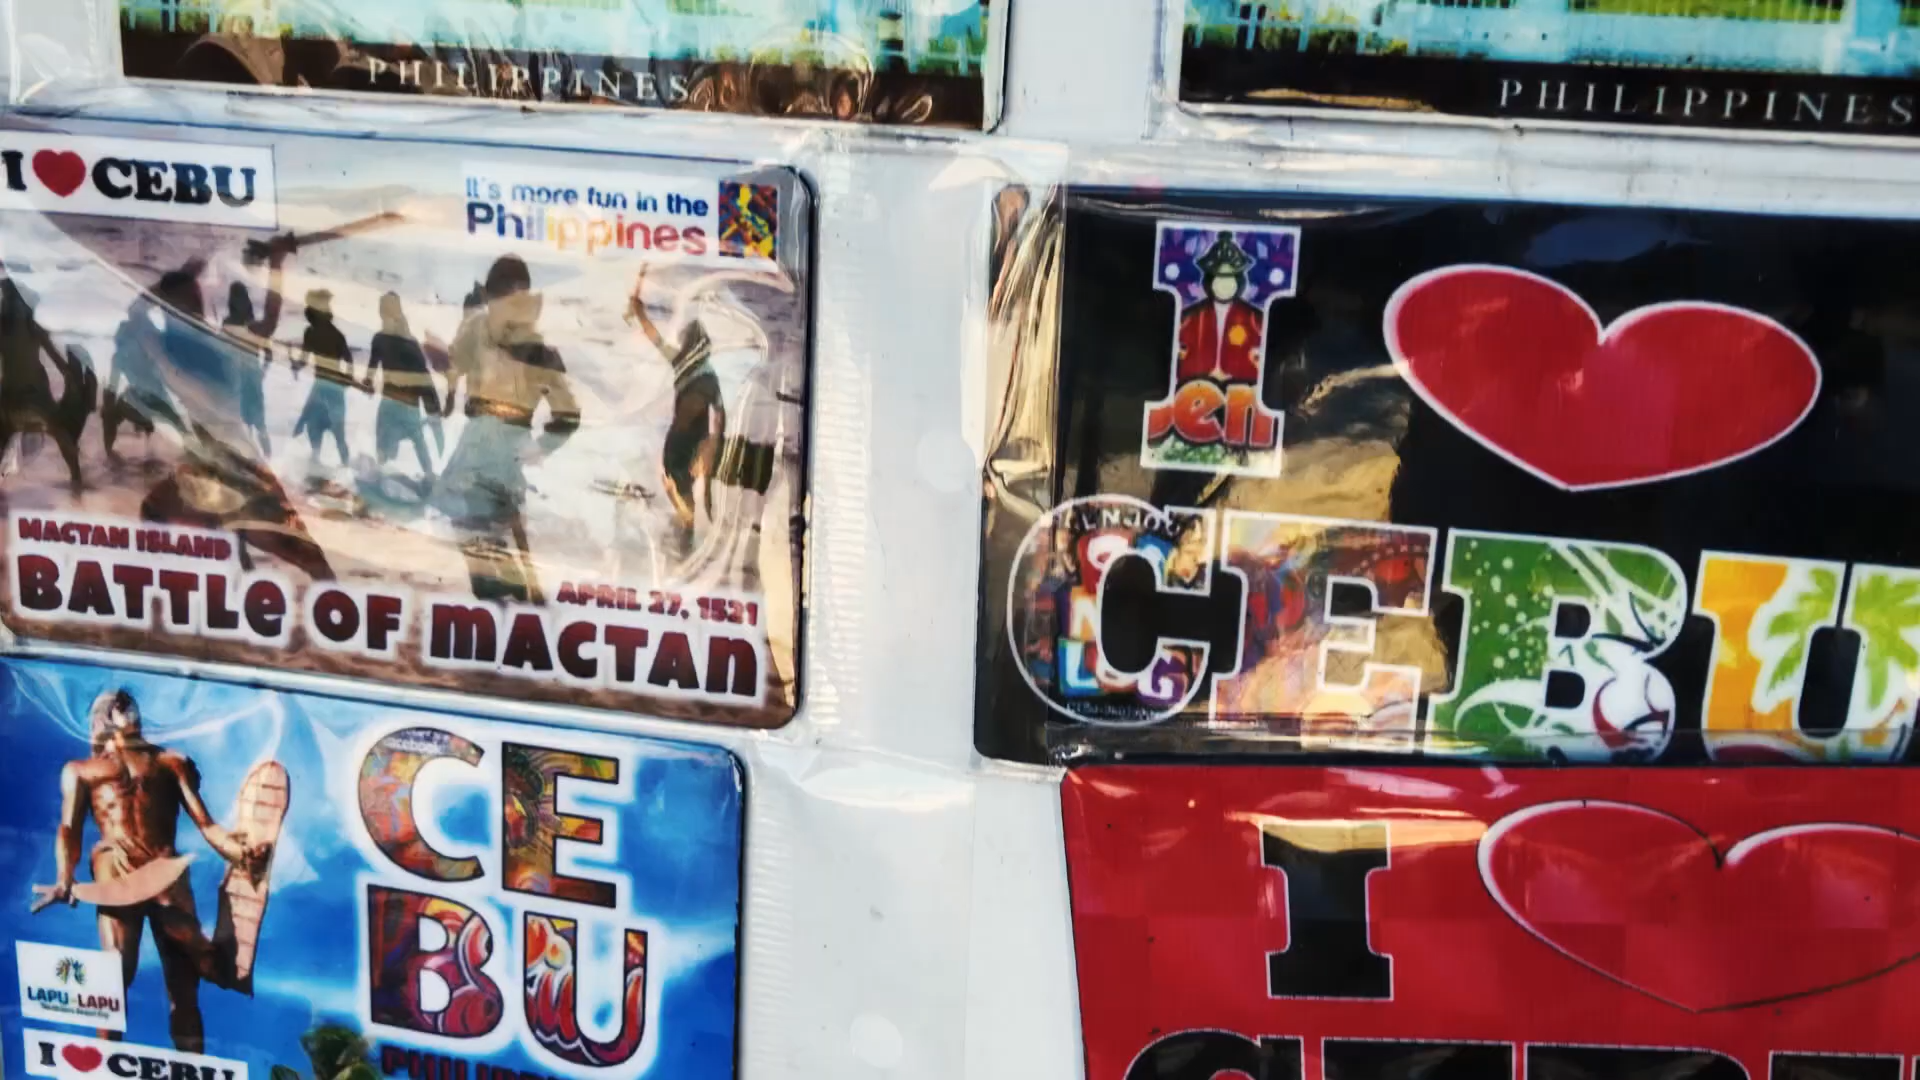 PHILIPPINES
PHILIPPINES
I ❤ CEBU
It's more fun in the
Philippines
MACTAN ISLAND
APRIL 27, 1521
BATTLE OF MACTAN
I
CEBU
CE
BU
LAPU-LAPU
I ❤ CEBU
I